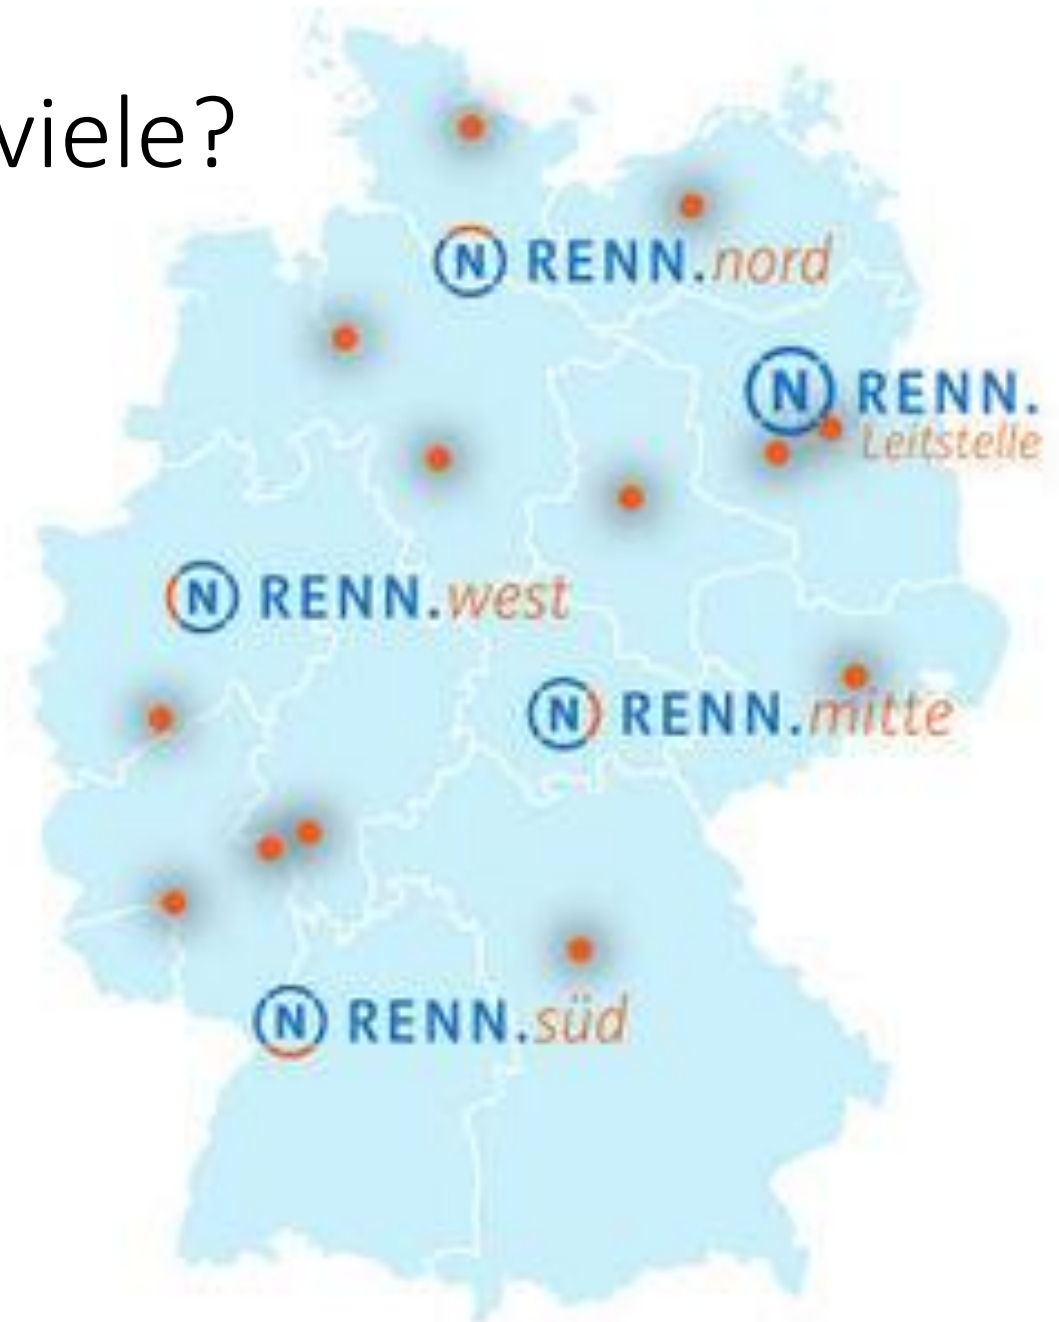 viele?
N RENN.nord
N RENN.
Leitstelle
N RENN.west
N RENN.mitte
N RENN.süd